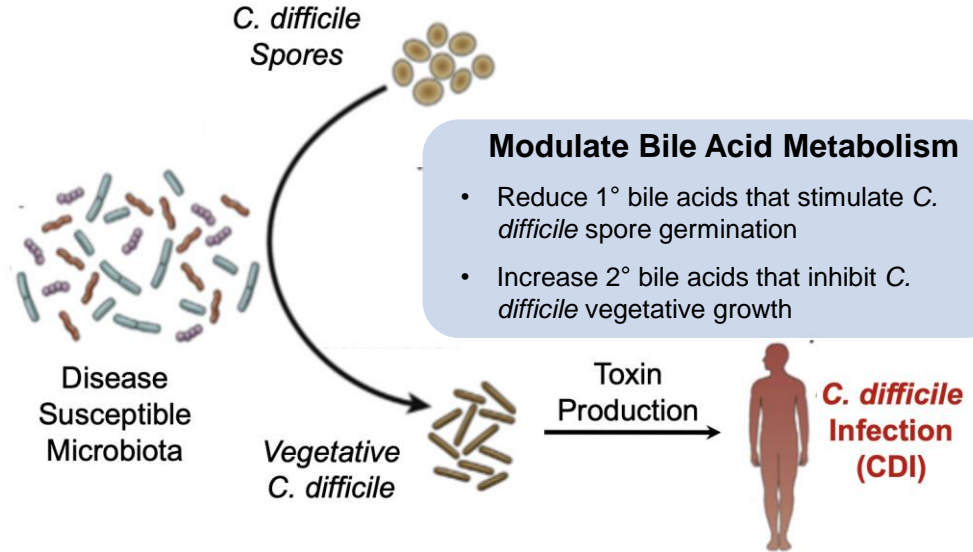 C. difficile
Spores
Modulate Bile Acid Metabolism
• Reduce 1° bile acids that stimulate C.
difficile spore germination
• Increase 2° bile acids that inhibit C.
difficile vegetative growth
Disease
Susceptible
Microbiota
Vegetative
C. difficile
Toxin
Production
C. difficile
Infection
(CDI)